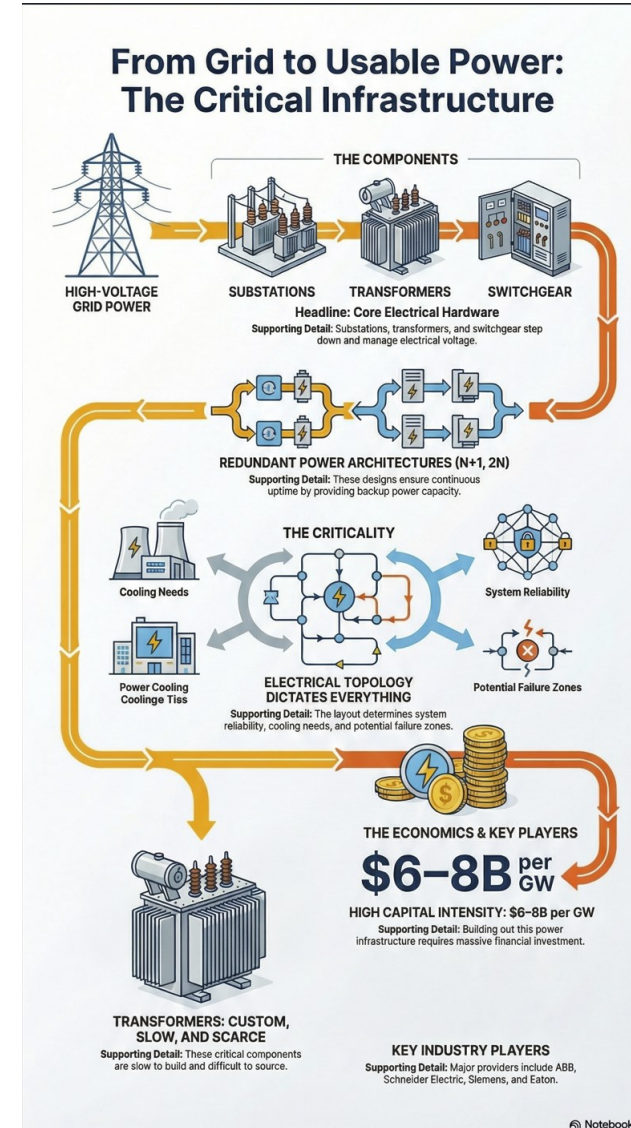 From Grid to Usable Power:
The Critical Infrastructure
THE COMPONENTS
HIGH-VOLTAGE
GRID POWER
SUBSTATIONS
TRANSFORMERS
SWITCHGEAR
Headline: Core Electrical Hardware
Supporting Detail: Substations, transformers, and switchgear step
down and manage electrical voltage.
REDUNDANT POWER ARCHITECTURES (N+1, 2N)
Supporting Detail: These designs ensure continuous
uptime by providing backup power capacity.
THE CRITICALITY
Cooling Needs
System Reliability
Power Cooling
Coolinge Tiss
Potential Failure Zones
ELECTRICAL TOPOLOGY
DICTATES EVERYTHING
Supporting Detail: The layout determines system
reliability, cooling needs, and potential failure zones.
$
$
THE ECONOMICS & KEY PLAYERS
$6–8B per
GW
HIGH CAPITAL INTENSITY: $6–8B per GW
Supporting Detail: Building out this power
infrastructure requires massive financial investment.
TRANSFORMERS: CUSTOM,
SLOW, AND SCARCE
Supporting Detail: These critical components
are slow to build and difficult to source.
KEY INDUSTRY PLAYERS
Supporting Detail: Major providers include ABB,
Schneider Electric, Siemens, and Eaton.
Notebook